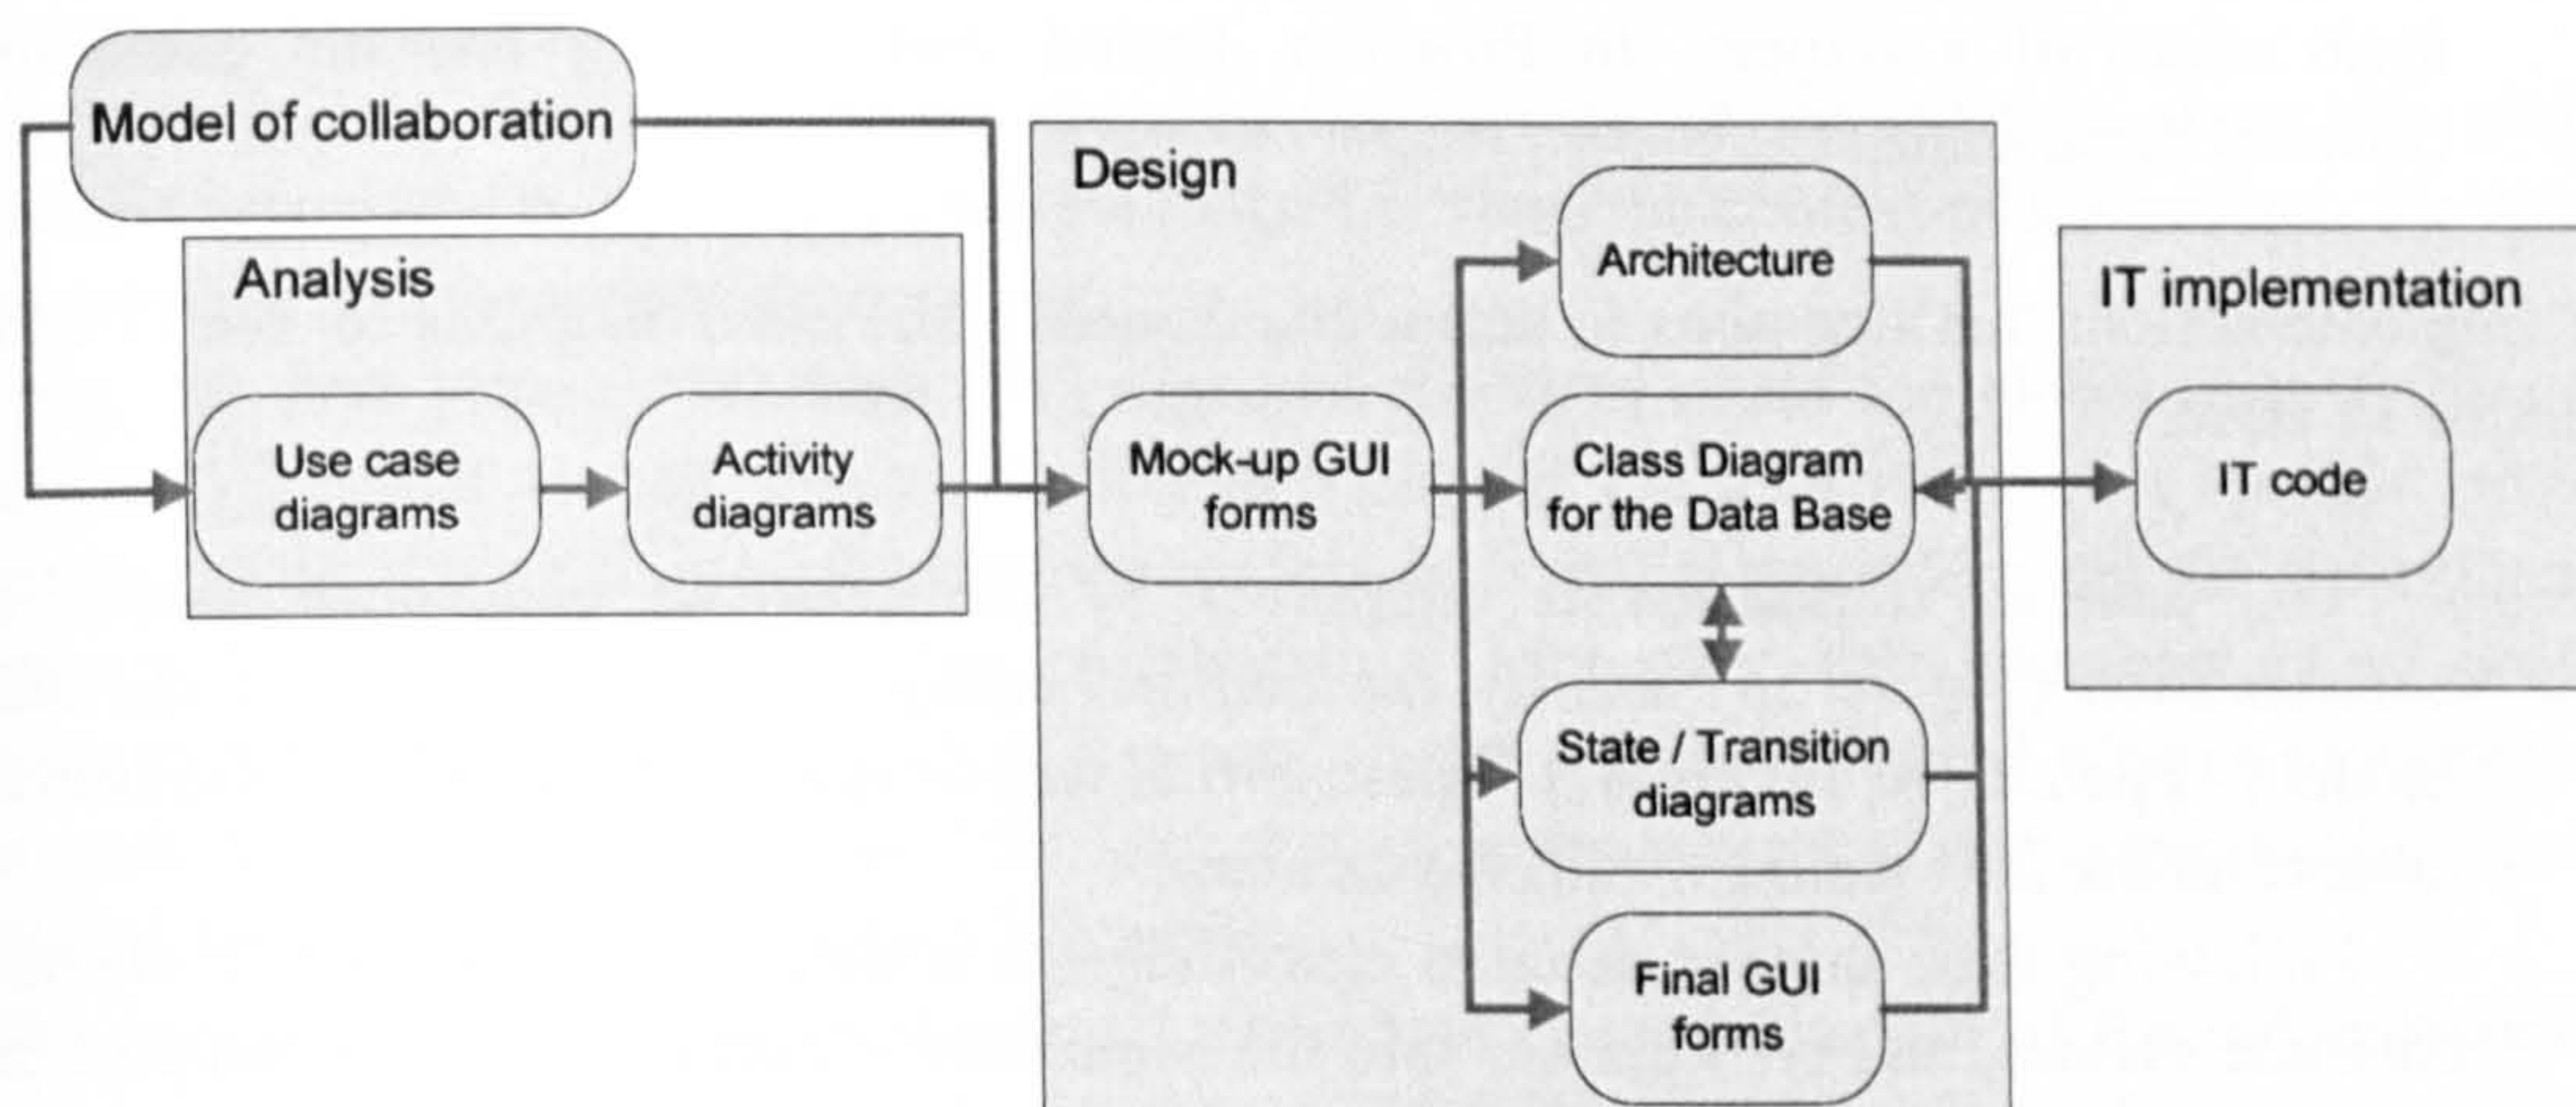 Model of collaboration
Analysis
Use case
diagrams
Activity
diagrams
Design
Mock-up GUI
forms
Architecture
Class Diagram
for the Data Base
State / Transition
diagrams
Final GUI
forms
IT implementation
IT code